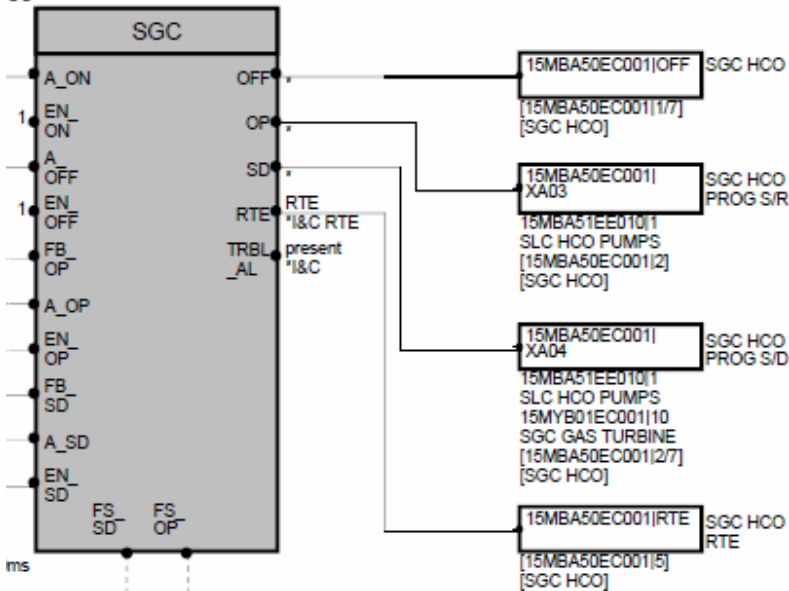 SGC
A_ON
1 EN_
ON
A_
OFF
1 EN_
OFF
FB_
OP
A_OP
EN_
OP
FB_
SD
A_SD
EN_
SD
FS_
SD
FS_
OP
OFF *
OP *
SD *
RTE
RTE *I&C RTE
TRBL present
_AL *I&C
ms
15MBA50EC001|OFF SGC HCO
[15MBA50EC001|1/7]
[SGC HCO]
15MBA50EC001|
XA03
SGC HCO
PROG S/R
15MBA51EE010|1
SLC HCO PUMPS
[15MBA50EC001|2]
[SGC HCO]
15MBA50EC001|
XA04
SGC HCO
PROG S/D
15MBA51EE010|1
SLC HCO PUMPS
15MYB01EC001|10
SGC GAS TURBINE
[15MBA50EC001|2/7]
[SGC HCO]
15MBA50EC001|RTE
SGC HCO
RTE
[15MBA50EC001|5]
[SGC HCO]